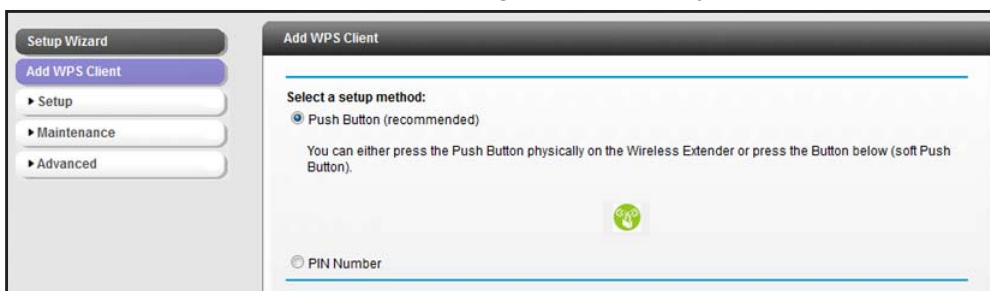 Setup Wizard
Add WPS Client
Setup
Maintenance
Advanced
Add WPS Client
Select a setup method:
Push Button (recommended)
You can either press the Push Button physically on the Wireless Extender or press the Button below (soft Push
Button).
PIN Number